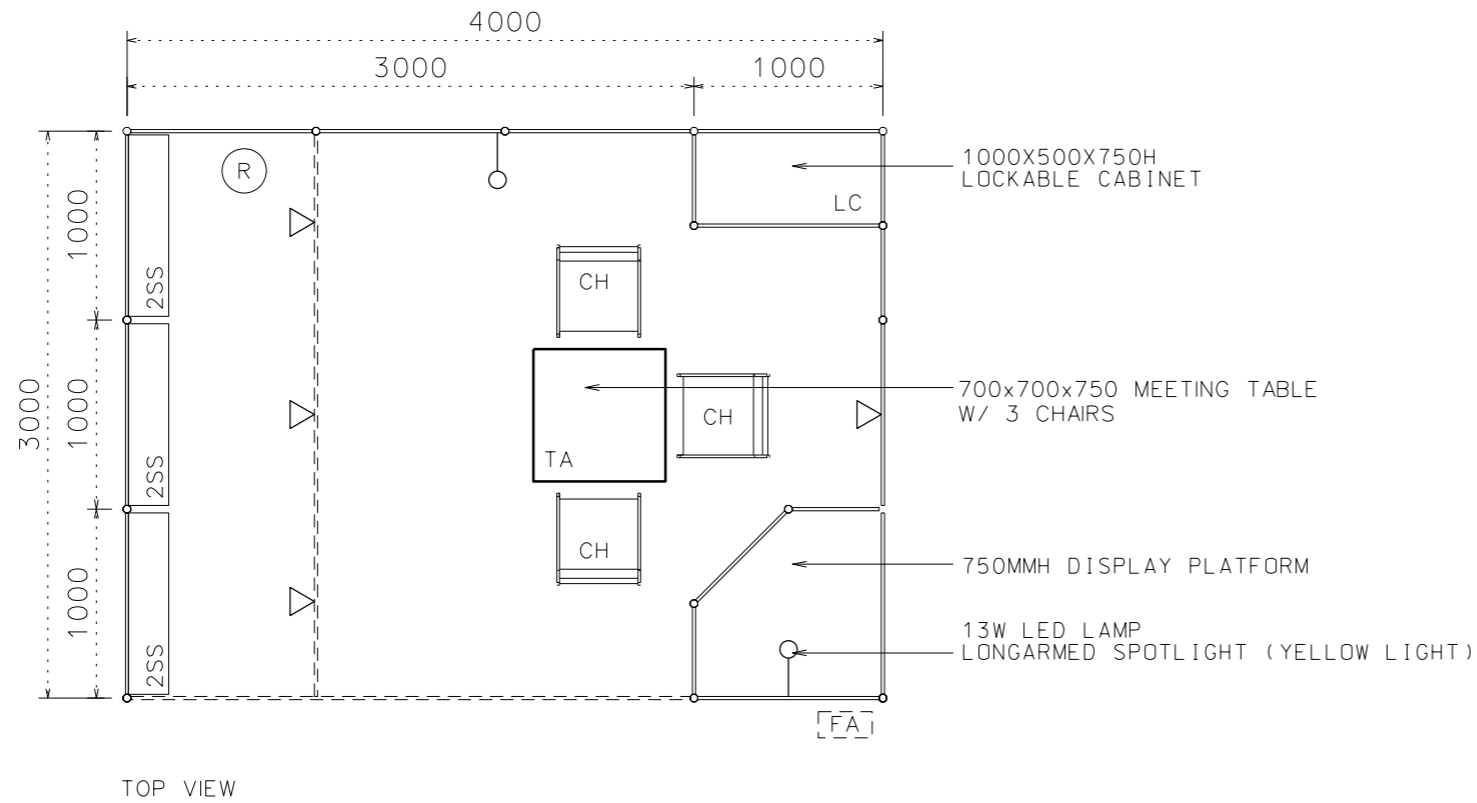 4000
3000
1000
3000
1000
1000
1000
R
2SS
2SS
2SS
CH
CH
CH
TA
LC
1000X500X750H
LOCKABLE CABINET
700x700x750 MEETING TABLE
W/ 3 CHAIRS
750MMH DISPLAY PLATFORM
13W LED LAMP
LONGARMED SPOTLIGHT (YELLOW LIGHT)
FA
TOP VIEW